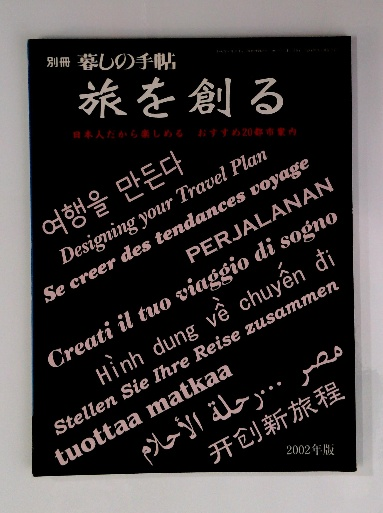 別冊 暮しの手帖
旅を創る
日本人だから楽しめる おすすめ20都市案内
여행을 만든다
Designing your Travel Plan
Se creer des tendances voyage
PERJALANAN
Creati il tuo viaggio di sogno
Hình dung về chuyến đi
Stellen Sie Ihre Reise zusammen
tuottaa matkaa
مصر ... رحلة الأحلام
开创新旅程
2002年版